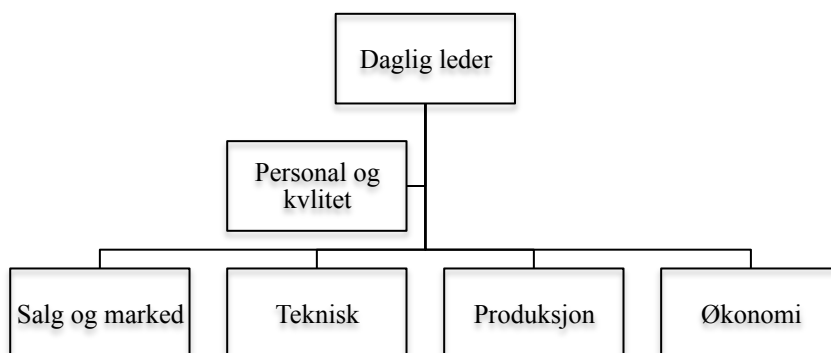 Daglig leder
Personal og
kvlitet
Salg og marked
Teknisk
Produksjon
Økonomi